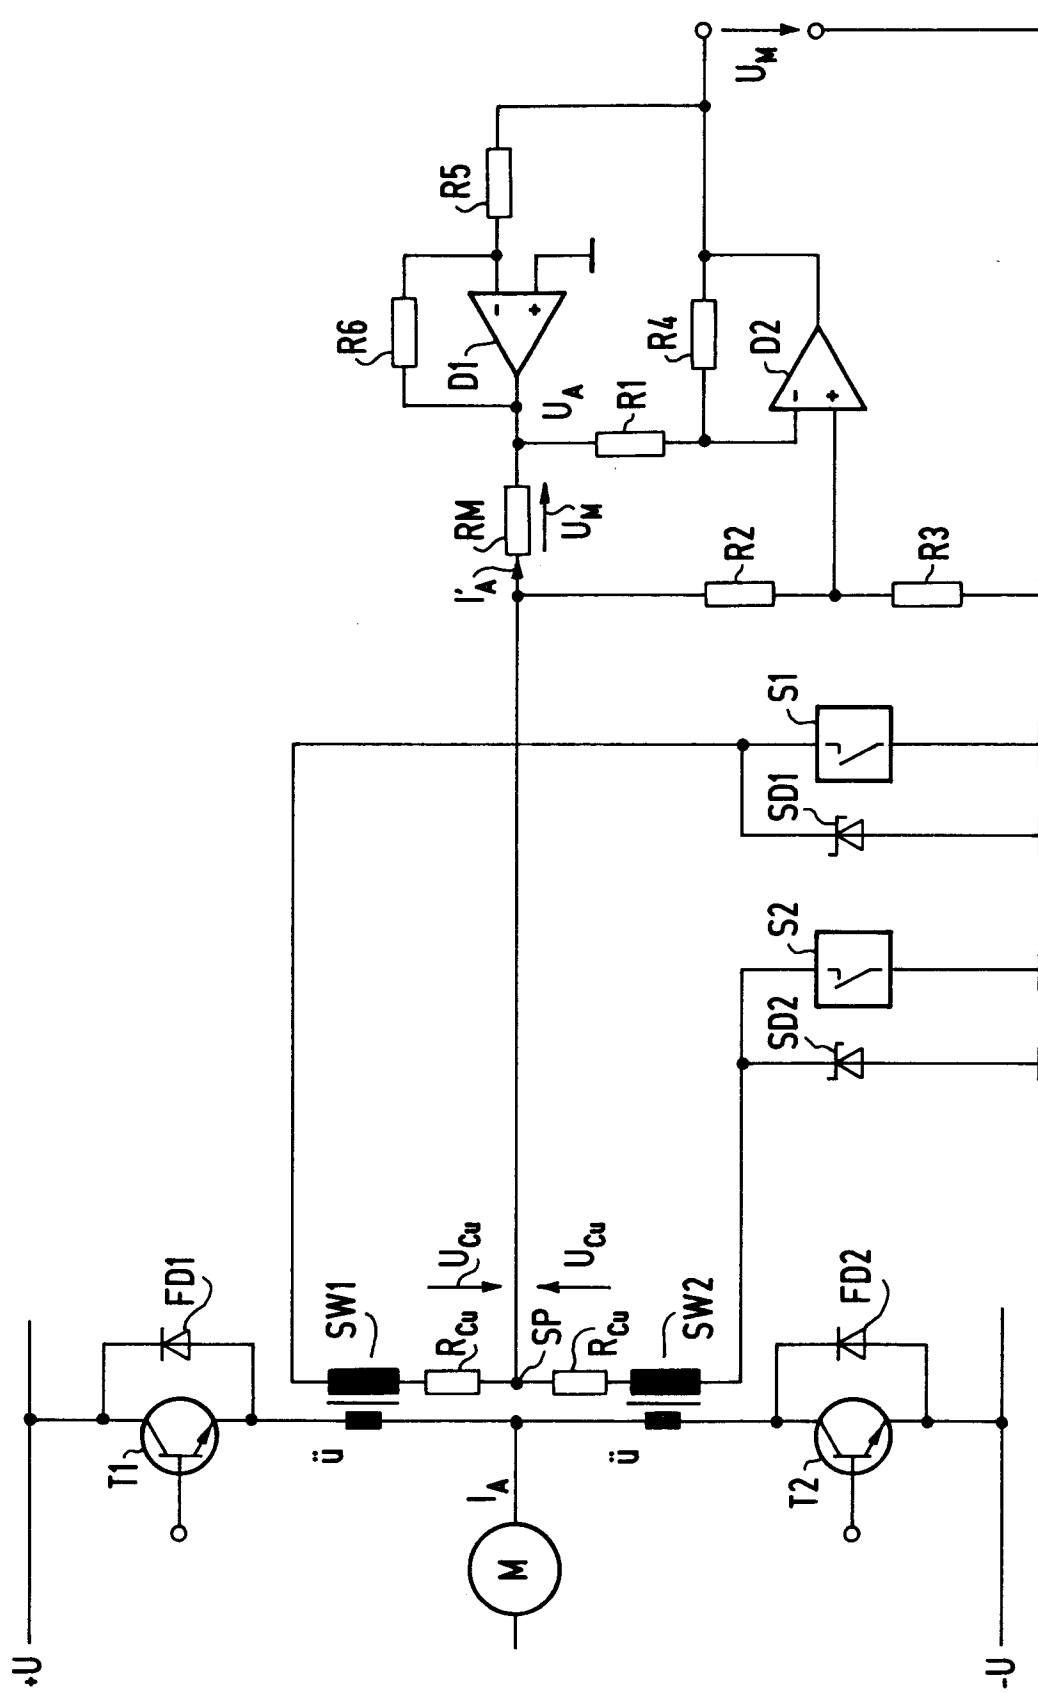 +U
T1
FD1
ü
SW1
R_Cu
U_Cu
M
I_A
SP
U_Cu
R_Cu
ü
SW2
T2
FD2
-U
SD2
S2
SD1
S1
I'_A
RM
U_M
R2
R3
U_A
R1
D1
-
+
R6
R5
R4
D2
-
+
U_M